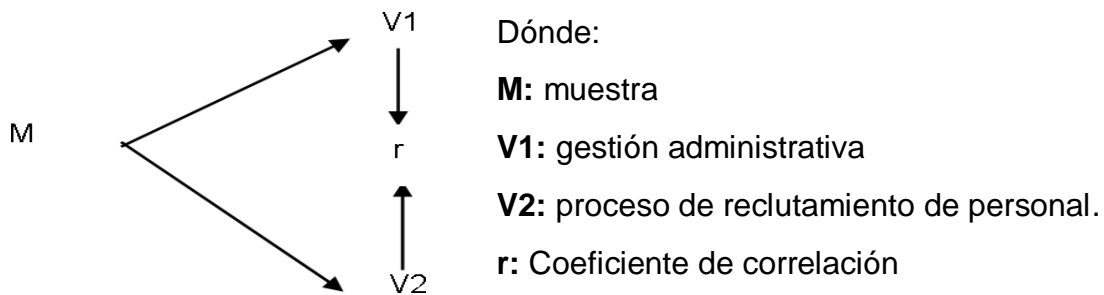 V1
M
r
V2
Dónde:
M: muestra
V1: gestión administrativa
V2: proceso de reclutamiento de personal.
r: Coeficiente de correlación